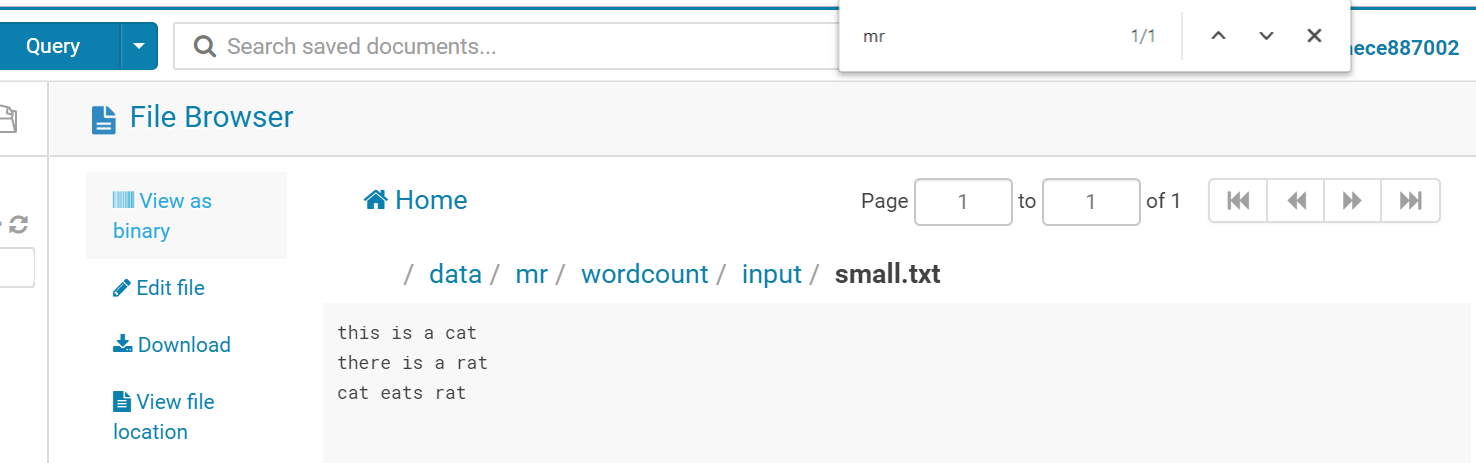 Query
Search saved documents...
mr
1/1
File Browser
View as
binary
Edit file
Download
View file
location
Home
Page 1 to 1 of 1
/ data / mr / wordcount / input / small.txt
this is a cat
there is a rat
cat eats rat